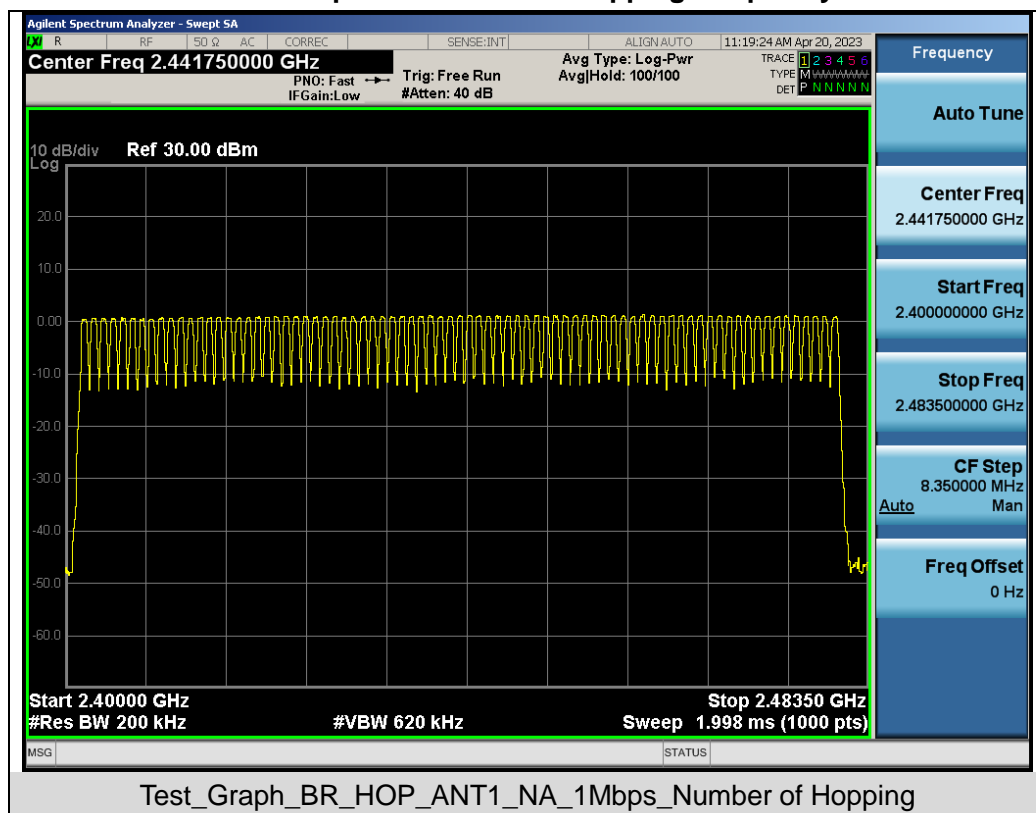 Agilent Spectrum Analyzer - Swept SA
LXI R RF 50 Ω AC CORREC SENSE:INT ALIGN AUTO 11:19:24 AM Apr 20, 2023
Center Freq 2.441750000 GHz
PNO: Fast
IFGain:Low
Trig: Free Run
#Atten: 40 dB
Avg Type: Log-Pwr
Avg|Hold: 100/100
TRACE 1 2 3 4 5 6
TYPE M
DET P N N N N N
10 dB/div Ref 30.00 dBm
Log
20.0
10.0
0.00
-10.0
-20.0
-30.0
-40.0
-50.0
-60.0
Start 2.40000 GHz Stop 2.48350 GHz
#Res BW 200 kHz #VBW 620 kHz Sweep 1.998 ms (1000 pts)
MSG STATUS
Frequency
Auto Tune
Center Freq
2.441750000 GHz
Start Freq
2.400000000 GHz
Stop Freq
2.483500000 GHz
CF Step
8.350000 MHz
Auto Man
Freq Offset
0 Hz
Test_Graph_BR_HOP_ANT1_NA_1Mbps_Number of Hopping